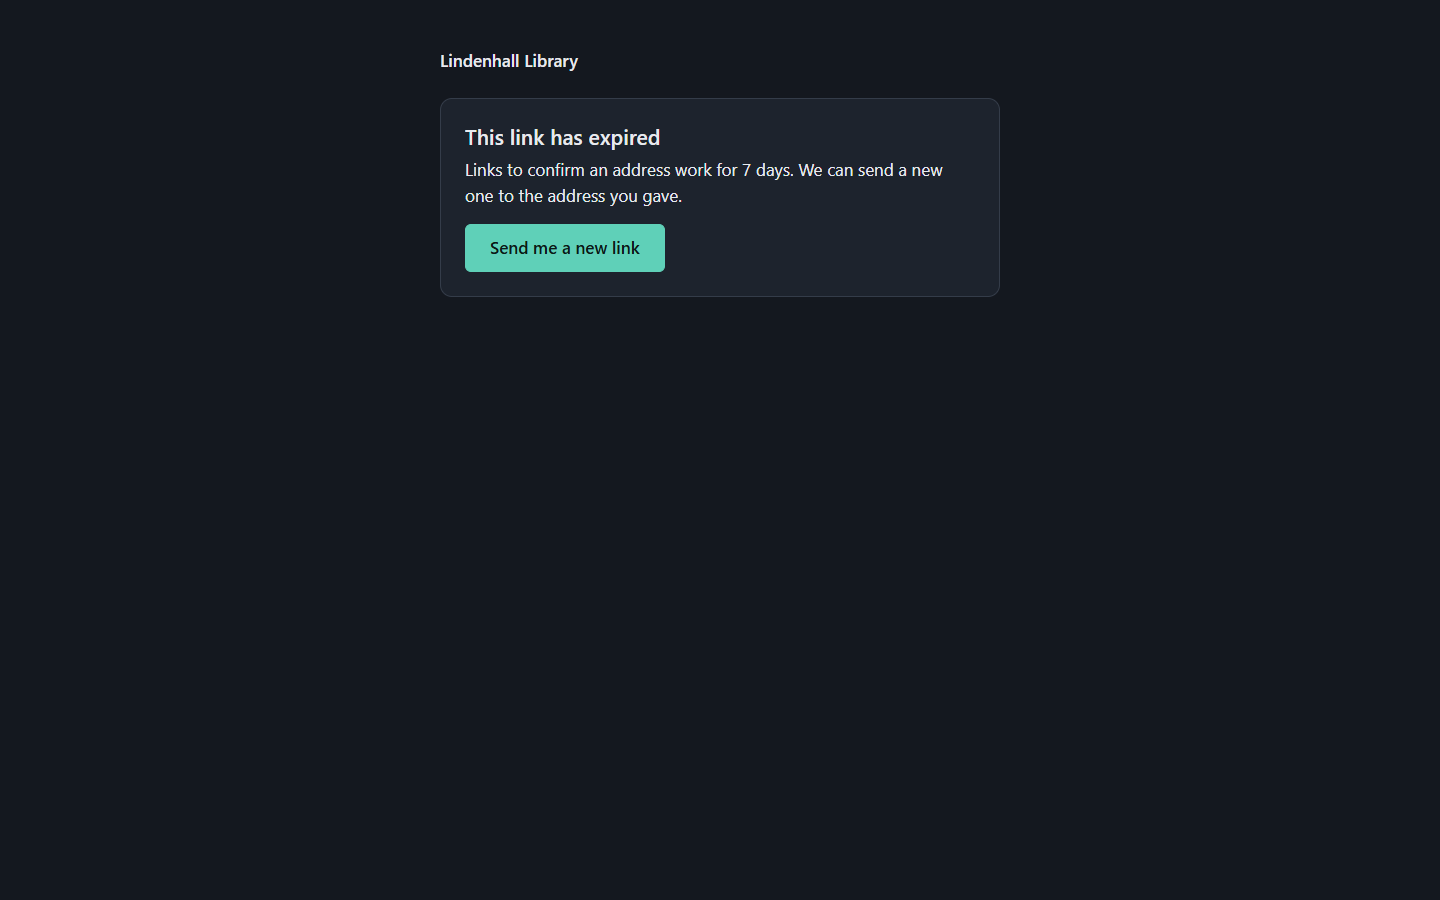 Lindenhall Library
This link has expired
Links to confirm an address work for 7 days. We can send a new
one to the address you gave.
Send me a new link